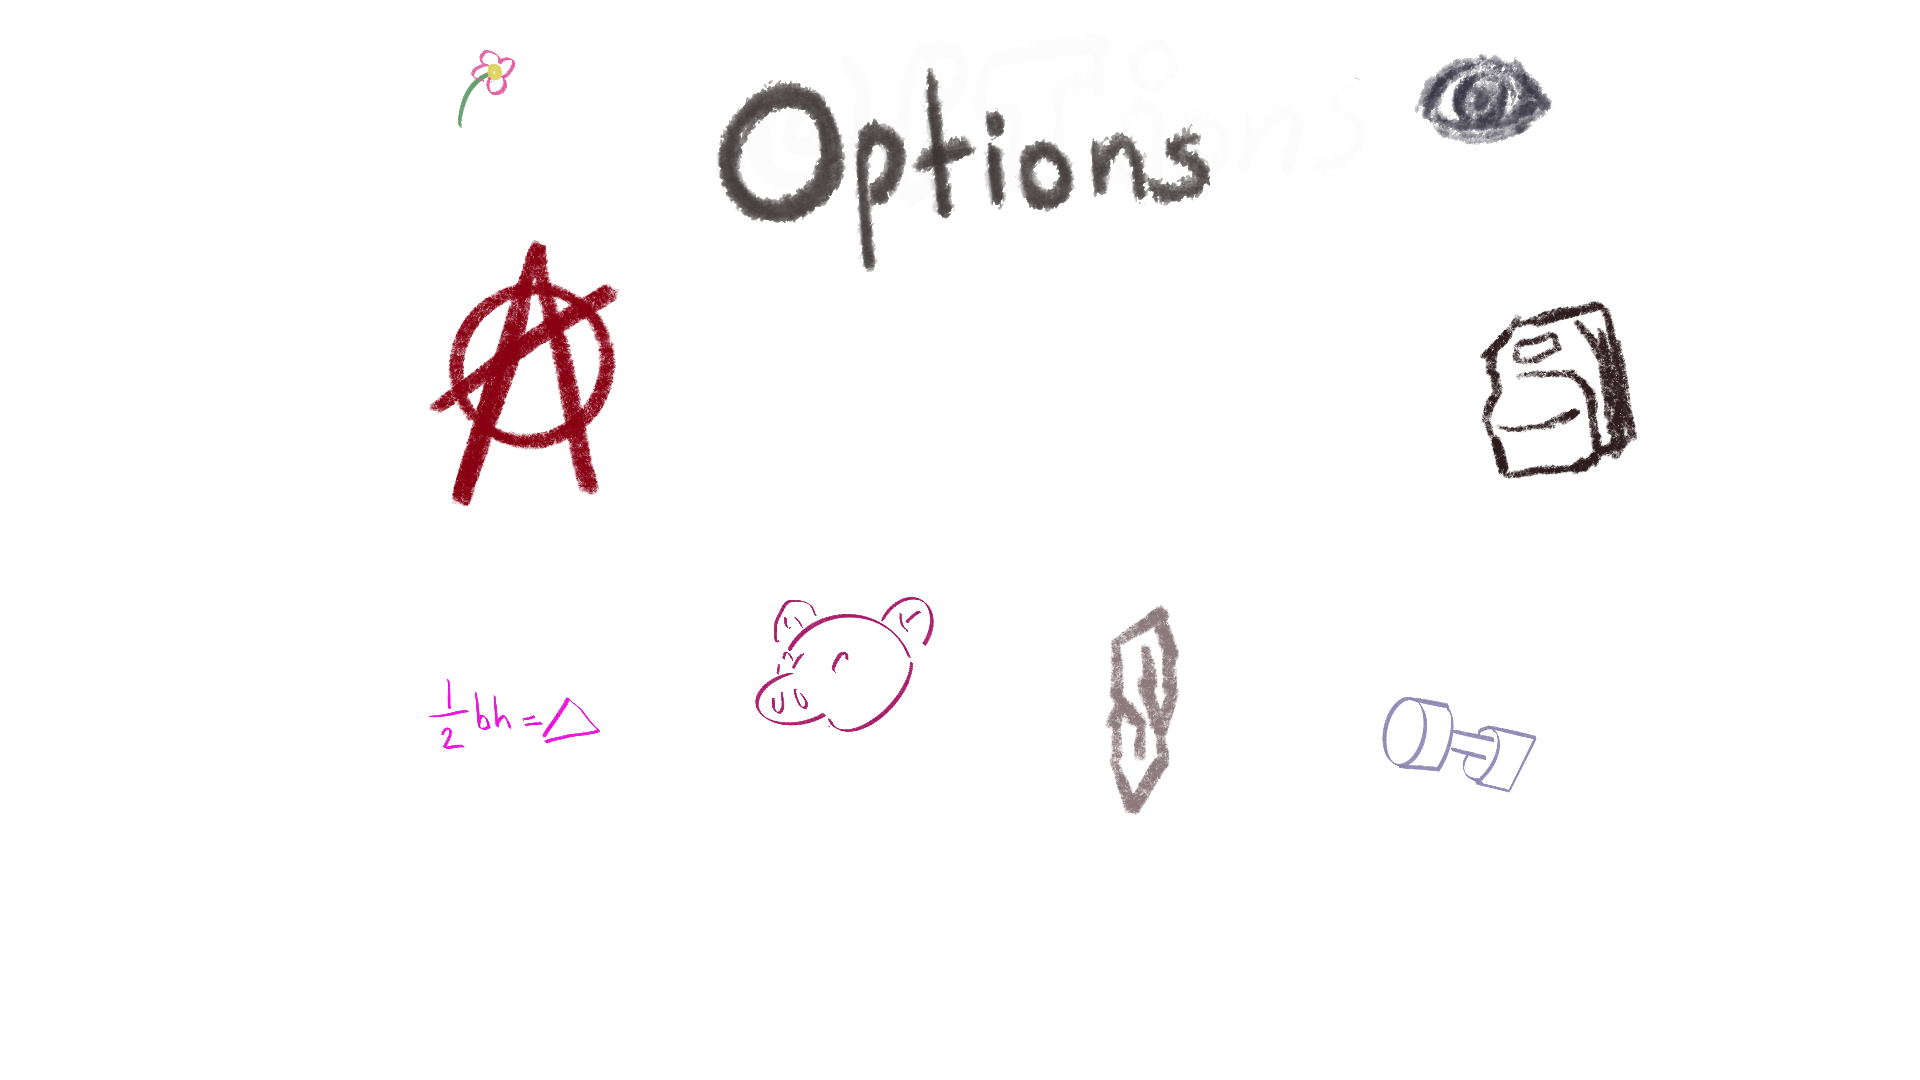 Options
A
1/2 bh = △